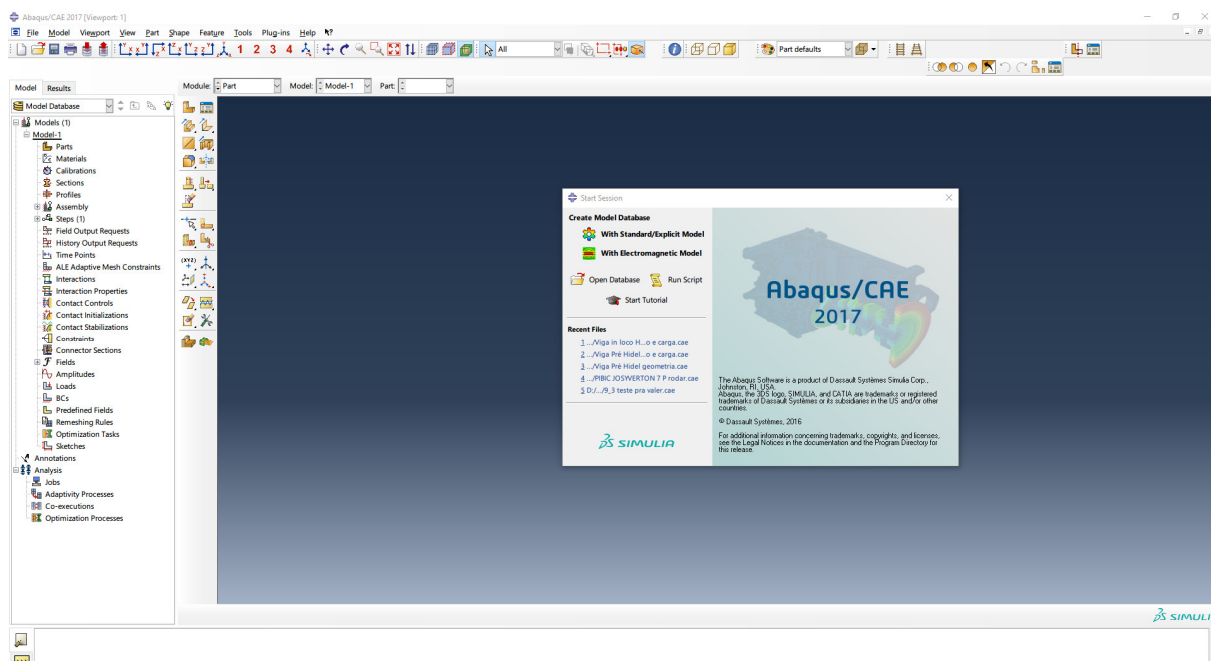 Abaqus/CAE 2017 [Viewport: 1]
File Model Viewport View Part Shape Feature Tools Plug-ins Help
1 2 3 4 All Part defaults
Model Results
Module: Part Model: Model-1 Part:
Model Database
Models (1)
Model-1
Parts
Materials
Calibrations
Sections
Profiles
Assembly
Steps (1)
Field Output Requests
History Output Requests
Time Points
ALE Adaptive Mesh Constraints
Interactions
Interaction Properties
Contact Controls
Contact Initializations
Contact Stabilizations
Constraints
Connector Sections
Fields
Amplitudes
Loads
BCs
Predefined Fields
Remeshing Rules
Optimization Tasks
Sketches
Annotations
Analysis
Jobs
Adaptivity Processes
Co-executions
Optimization Processes
(XYZ)
Start Session
Create Model Database
With Standard/Explicit Model
With Electromagnetic Model
Open Database Run Script
Start Tutorial
Recent Files
1 .../Viga in loco H...o e carga.cae
2 .../Viga Pré Hidel...o e carga.cae
3 .../Viga Pré Hidel geometria.cae
4 .../PIBIC JOSYVERTON 7 P rodar.cae
5 D:/.../9_3 teste pra valer.cae
SIMULIA
Abaqus/CAE
2017
The Abaqus Software is a product of Dassault Systèmes Simulia Corp.,
Johnston, RI, USA.
Abaqus, the 3DS logo, SIMULIA, and CATIA are trademarks or registered
trademarks of Dassault Systèmes or its subsidiaries in the US and/or other
countries.
© Dassault Systèmes, 2016
For additional information concerning trademarks, copyrights, and licenses,
see the Legal Notices in the documentation and the Program Directory for
this release.
SIMULI